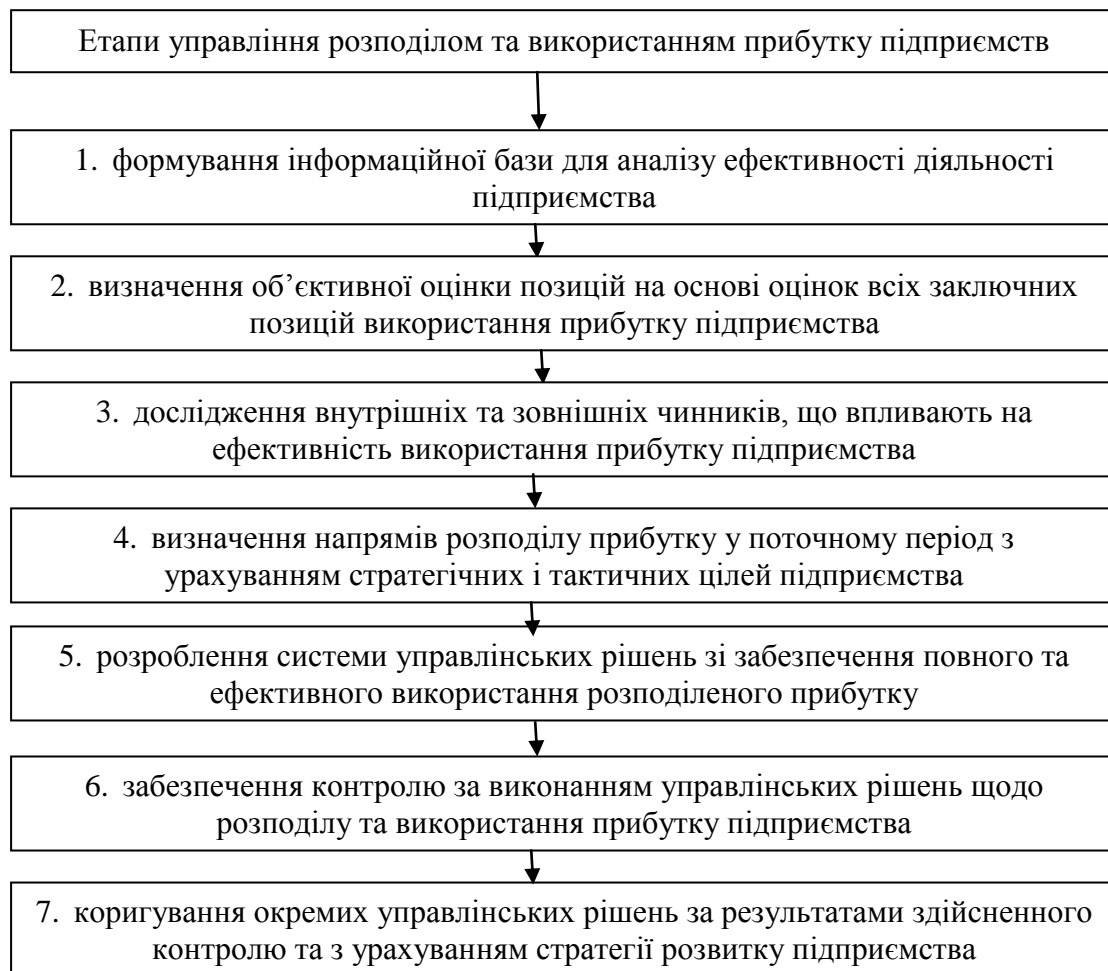 Етапи управління розподілом та використанням прибутку підприємств
1. формування інформаційної бази для аналізу ефективності діяльності
підприємства
2. визначення об’єктивної оцінки позицій на основі оцінок всіх заключних
позицій використання прибутку підприємства
3. дослідження внутрішніх та зовнішніх чинників, що впливають на
ефективність використання прибутку підприємства
4. визначення напрямів розподілу прибутку у поточному період з
урахуванням стратегічних і тактичних цілей підприємства
5. розроблення системи управлінських рішень зі забезпечення повного та
ефективного використання розподіленого прибутку
6. забезпечення контролю за виконанням управлінських рішень щодо
розподілу та використання прибутку підприємства
7. коригування окремих управлінських рішень за результатами здійсненного
контролю та з урахуванням стратегії розвитку підприємства